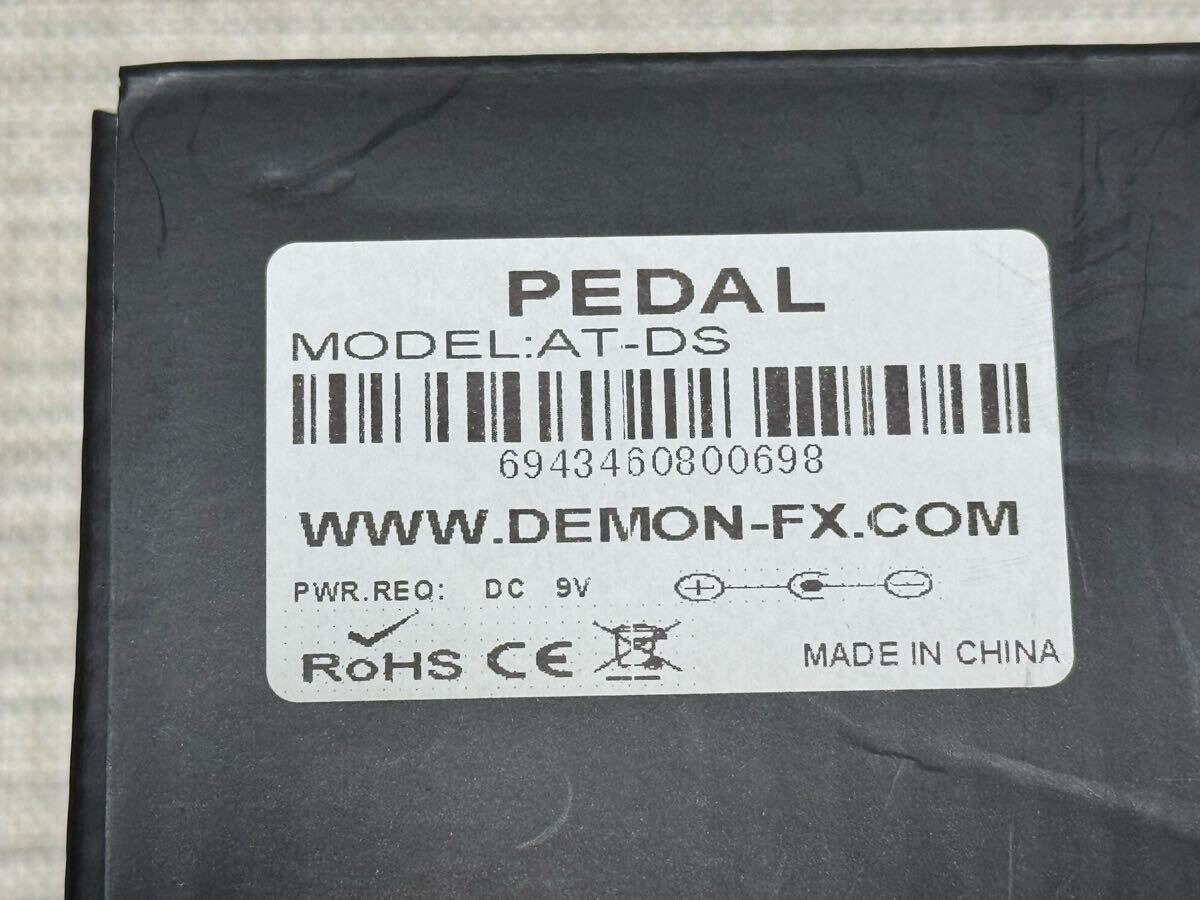 PEDAL
MODEL:AT-DS
6943460800698
WWW.DEMON-FX.COM
PWR.REQ: DC 9V + -
RoHS CE MADE IN CHINA